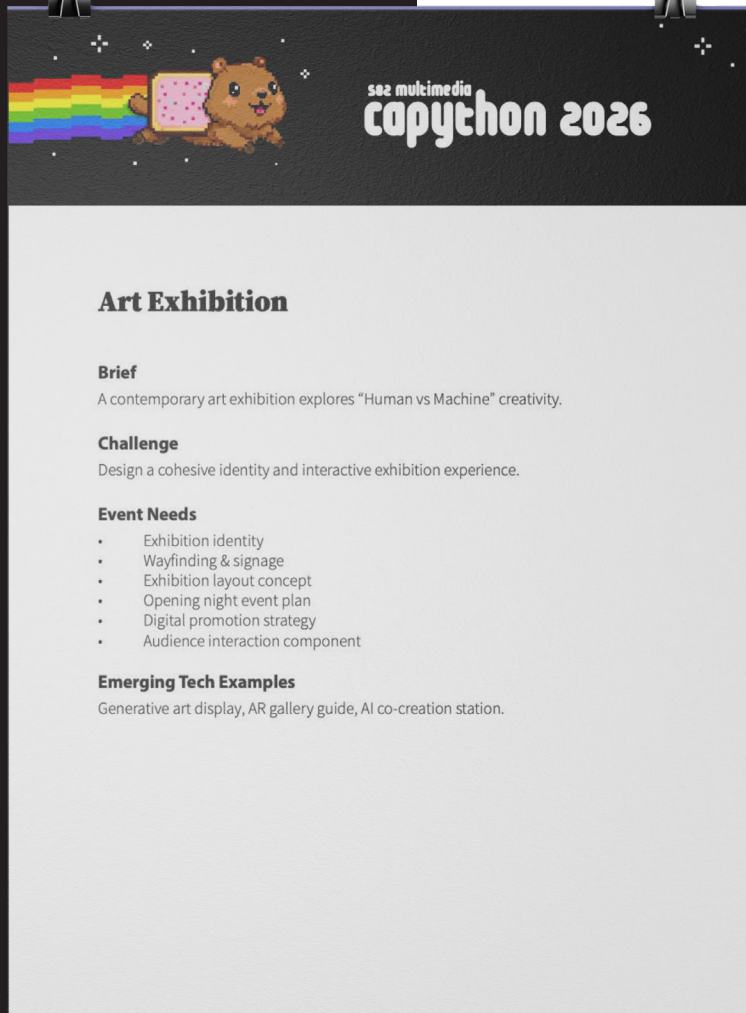 582 multimedia
capython 2026
Art Exhibition
Brief
A contemporary art exhibition explores “Human vs Machine” creativity.
Challenge
Design a cohesive identity and interactive exhibition experience.
Event Needs
• Exhibition identity
• Wayfinding & signage
• Exhibition layout concept
• Opening night event plan
• Digital promotion strategy
• Audience interaction component
Emerging Tech Examples
Generative art display, AR gallery guide, AI co-creation station.